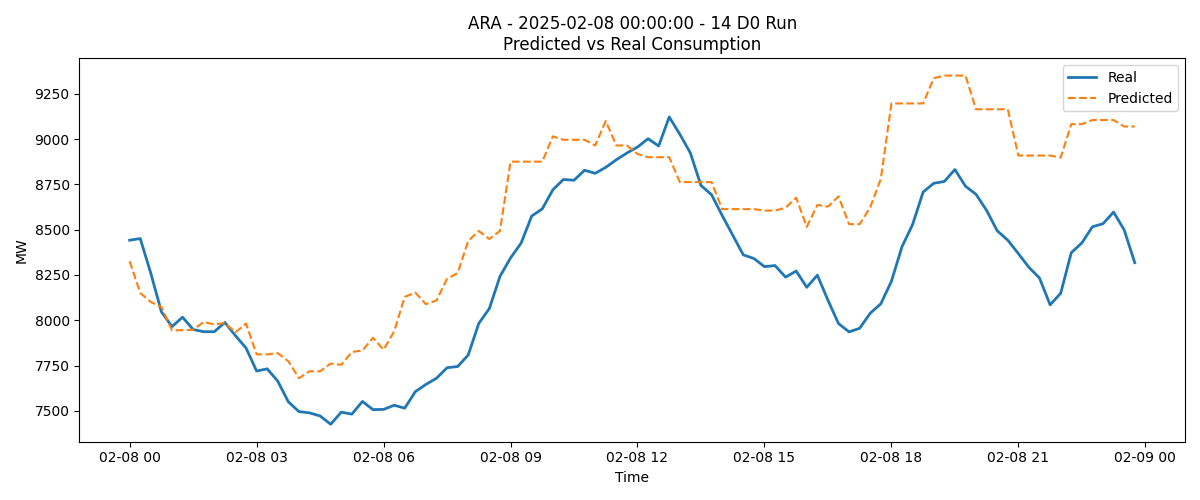 ARA - 2025-02-08 00:00:00 - 14 D0 Run
Predicted vs Real Consumption
Real
Predicted
MW
9250
9000
8750
8500
8250
8000
7750
7500
02-08 00
02-08 03
02-08 06
02-08 09
02-08 12
02-08 15
02-08 18
02-08 21
02-09 00
Time